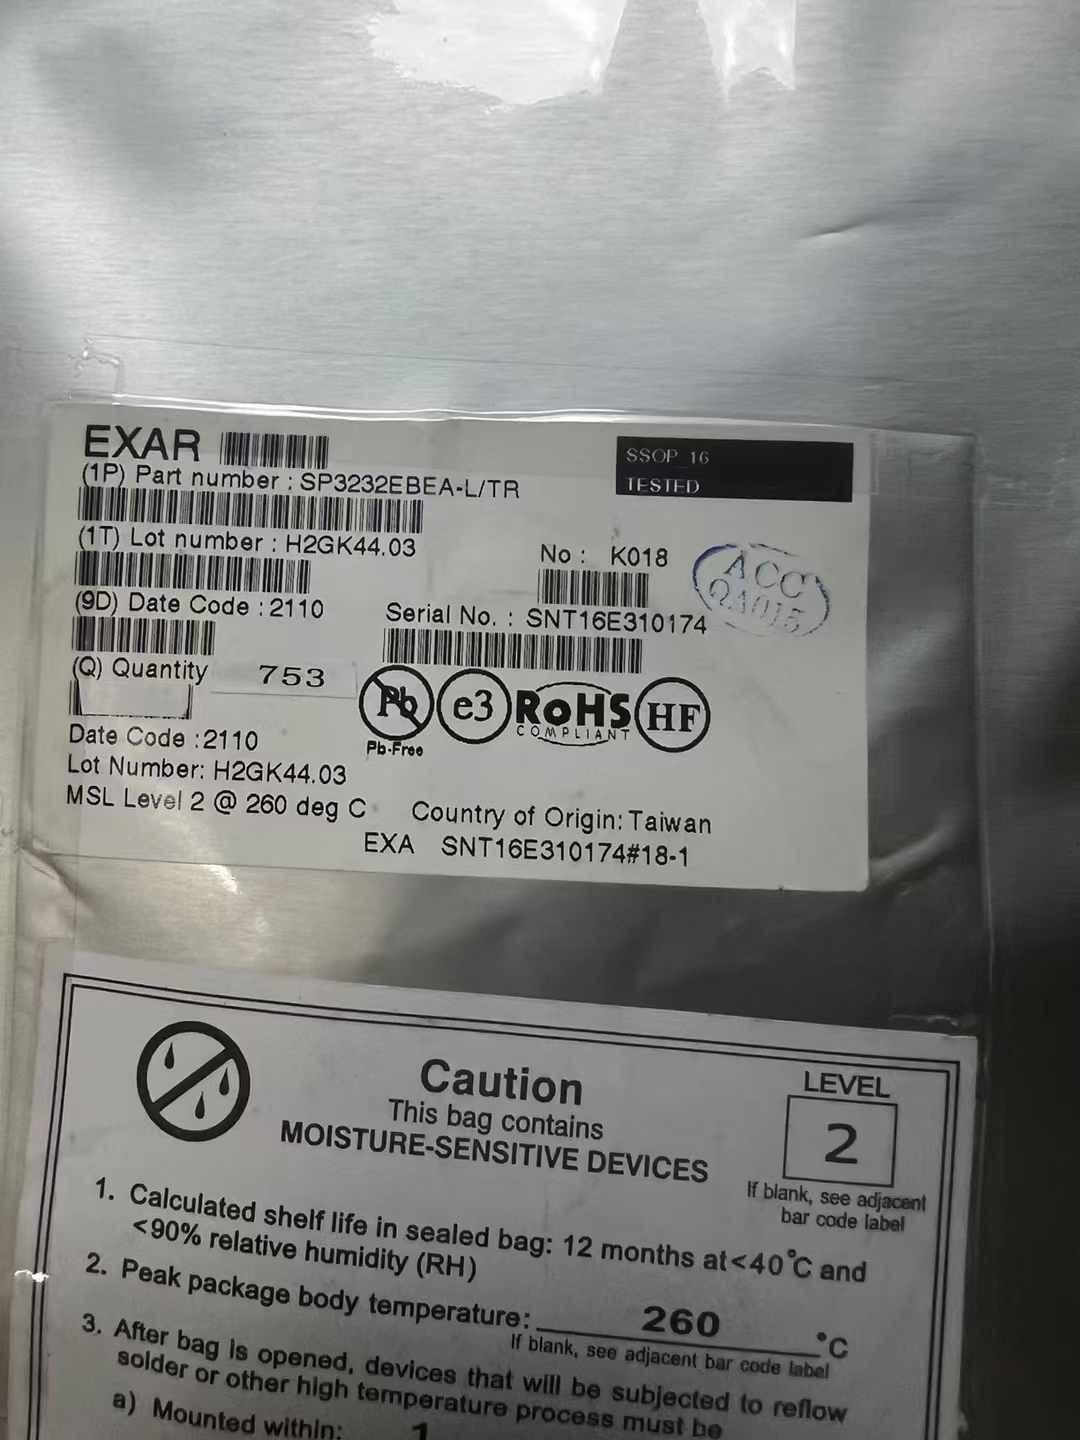 EXAR
SSOP_16
TESTED
(1P) Part number : SP3232EBEA-L/TR
(1T) Lot number : H2GK44.03
No : K018
ACC
QA015
(9D) Date Code : 2110
Serial No. : SNT16E310174
(Q) Quantity 753
Pb e3 RoHS HF
COMPLIANT
Pb-Free
Date Code :2110
Lot Number: H2GK44.03
MSL Level 2 @ 260 deg C Country of Origin: Taiwan
EXA SNT16E310174#18-1
Caution
This bag contains
MOISTURE-SENSITIVE DEVICES
LEVEL
2
If blank, see adjacent
bar code label
1. Calculated shelf life in sealed bag: 12 months at <40°C and
<90% relative humidity (RH)
2. Peak package body temperature: 260 °C
If blank, see adjacent bar code label
3. After bag is opened, devices that will be subjected to reflow
solder or other high temperature process must be
a) Mounted within: 1